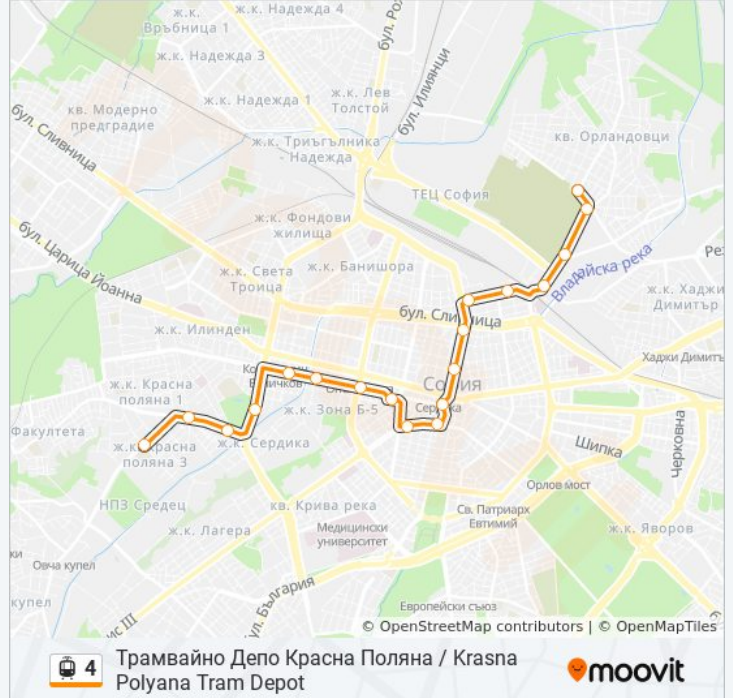 ж.к. Надежда 4
ж.к.
Връбница 1
бул. Рож
ж.к. Надежда 3
бул. Илиянци
ж.к. Надежда 1
ж.к. Лев
Толстой
кв. Модерно
предградие
бул. Сливница
ж.к. Триъгълника
- Надежда
кв. Орландовци
ТЕЦ София
ж.к. Фондови
жилища
бул. Царица Йоанна
ж.к. Света
Троица
ж.к. Банишора
Владайска река
ж.к. Хаджи
Димитър
бул. Сливница
ж.к. Илинден
Хаджи Димитъ
ж.к. Красна
поляна 1
София
ж.к. Зона Б-5
Сердика
Факултета
ж.к. Сердика
ж.к. Красна
поляна 3
Шипка
Черковна
Орлов мост
НПЗ Средец
кв. Крива река
Св. Патриарх
Евтимий
ж.к. Лагера
Медицински
университет
ж.к. Яворов
Овча купел
купел
бул. България
Европейски съюз
© OpenStreetMap contributors | © OpenMapTiles
4
Трамвайно Депо Красна Поляна / Krasna
Polyana Tram Depot
moovit